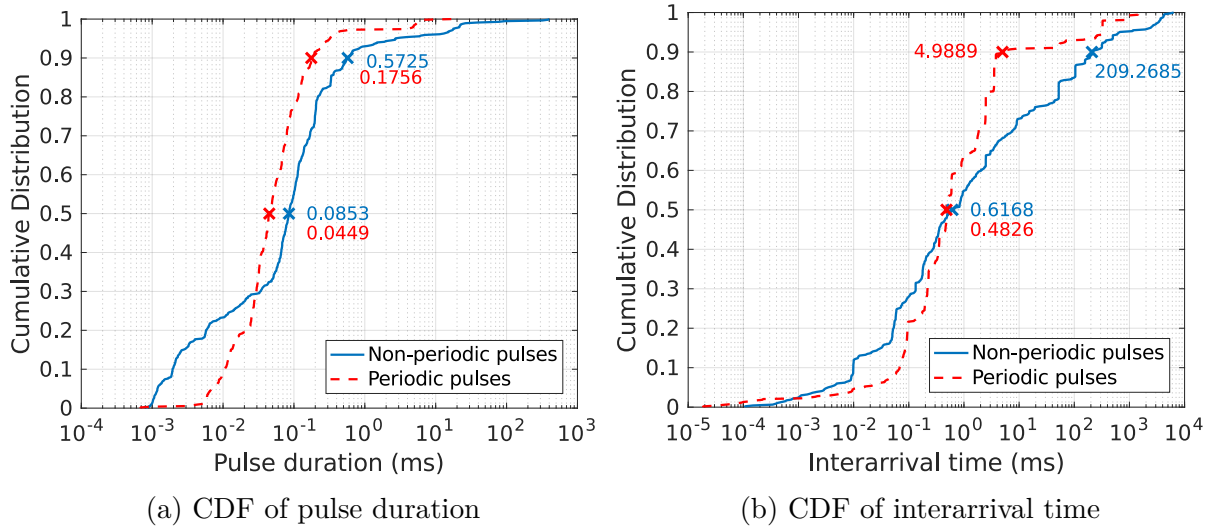 1
0.9
0.8
0.7
0.6
0.5
0.4
0.3
0.2
0.1
0
Cumulative Distribution
0.5725
0.1756
0.0853
0.0449
Non-periodic pulses
Periodic pulses
10^-4 10^-3 10^-2 10^-1 10^0 10^1 10^2 10^3
Pulse duration (ms)
(a) CDF of pulse duration
1
0.9
0.8
0.7
0.6
0.5
0.4
0.3
0.2
0.1
0
Cumulative Distribution
4.9889
209.2685
0.6168
0.4826
Non-periodic pulses
Periodic pulses
10^-5 10^-4 10^-3 10^-2 10^-1 10^0 10^1 10^2 10^3 10^4
Interarrival time (ms)
(b) CDF of interarrival time